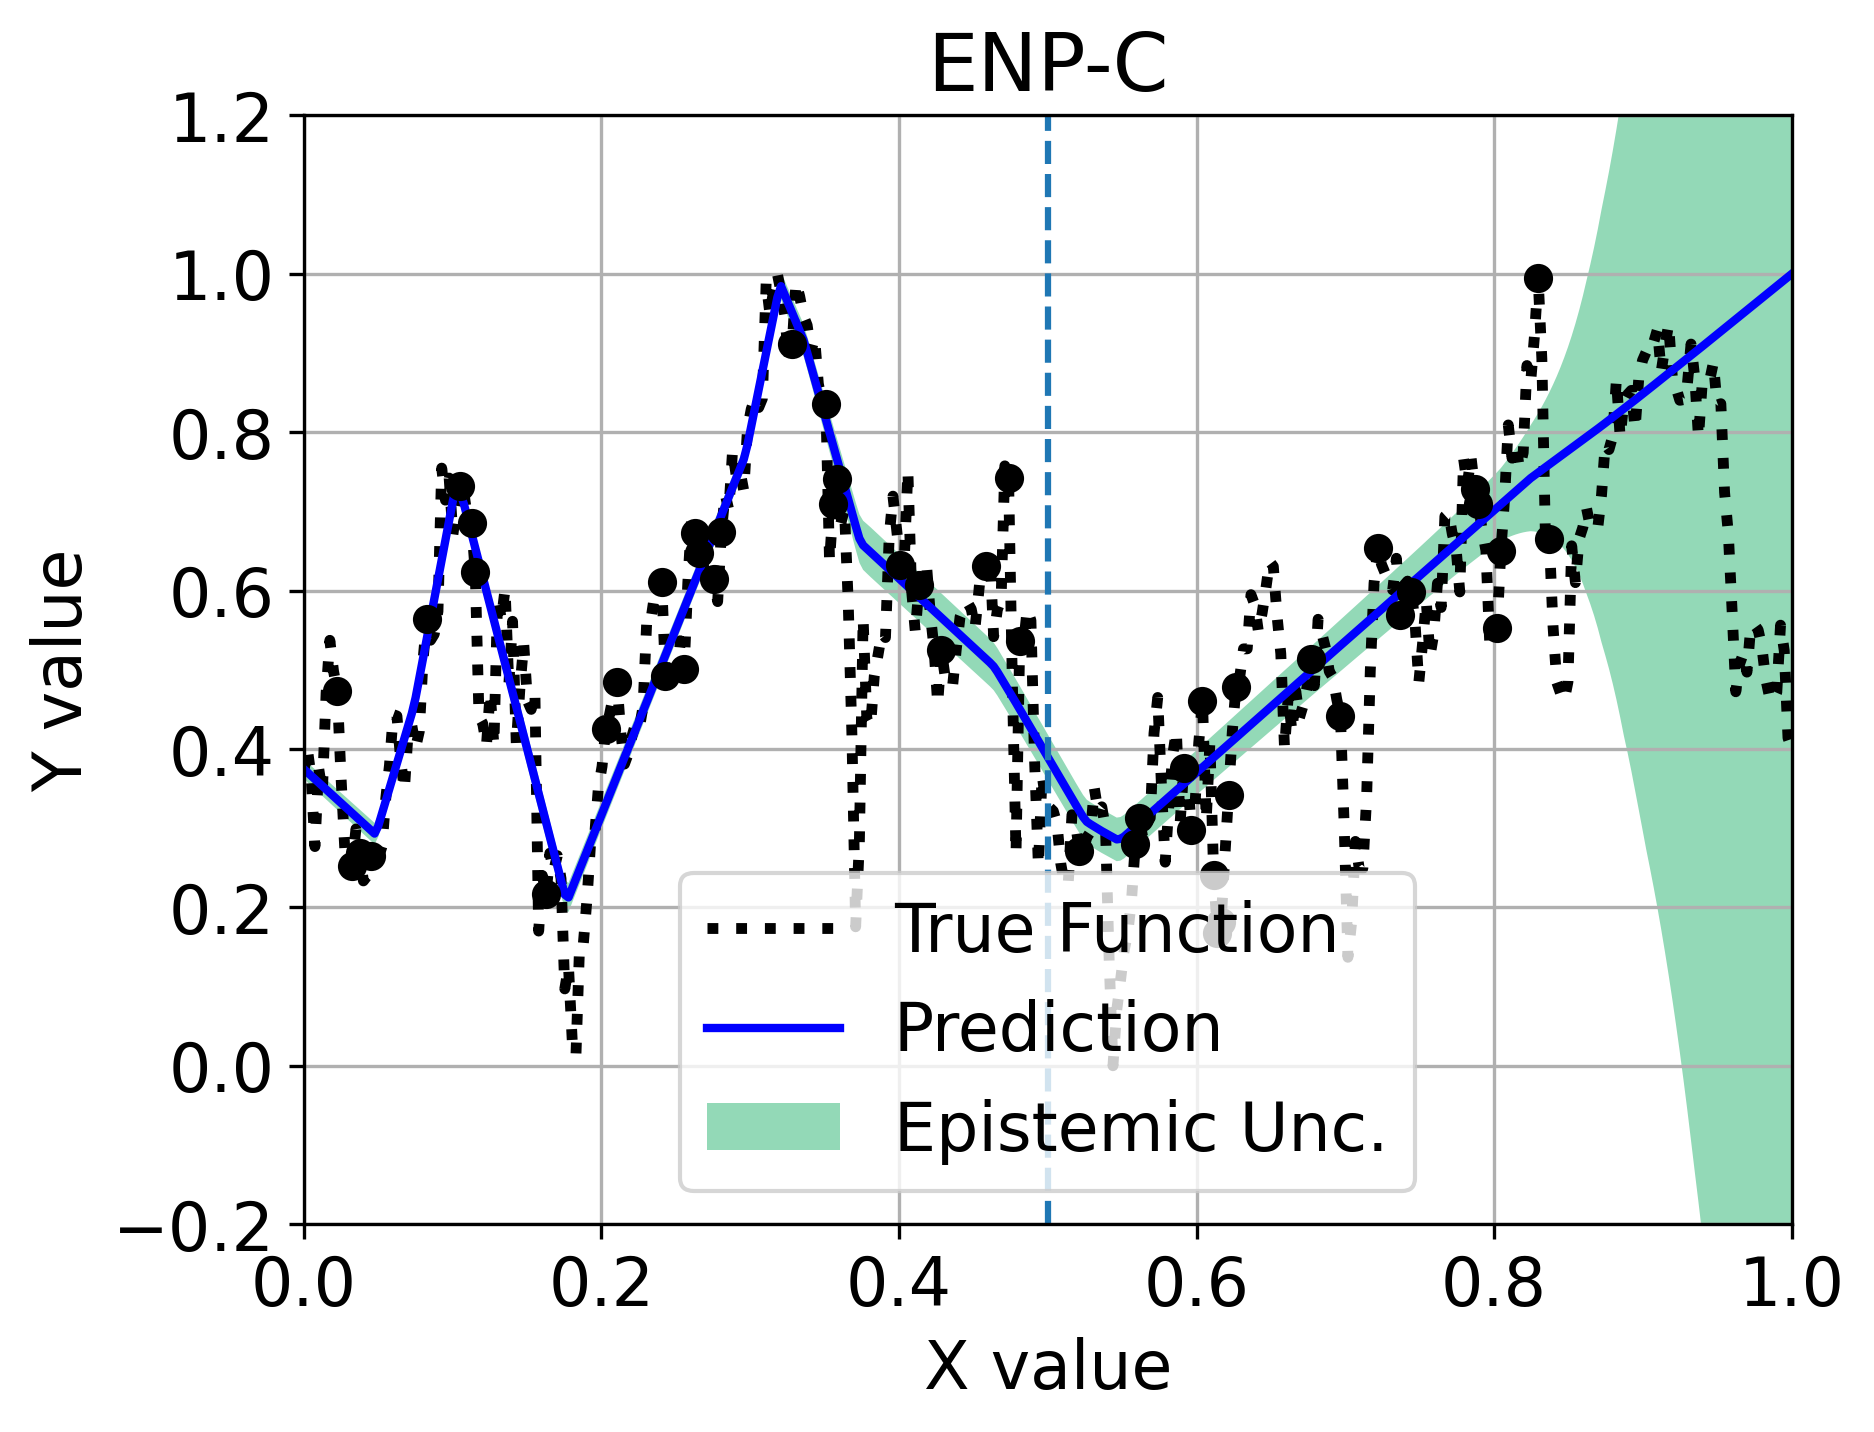 ENP-C
1.2
1.0
0.8
0.6
0.4
0.2
0.0
−0.2
Y value
True Function
Prediction
Epistemic Unc.
0.0 0.2 0.4 0.6 0.8 1.0
X value